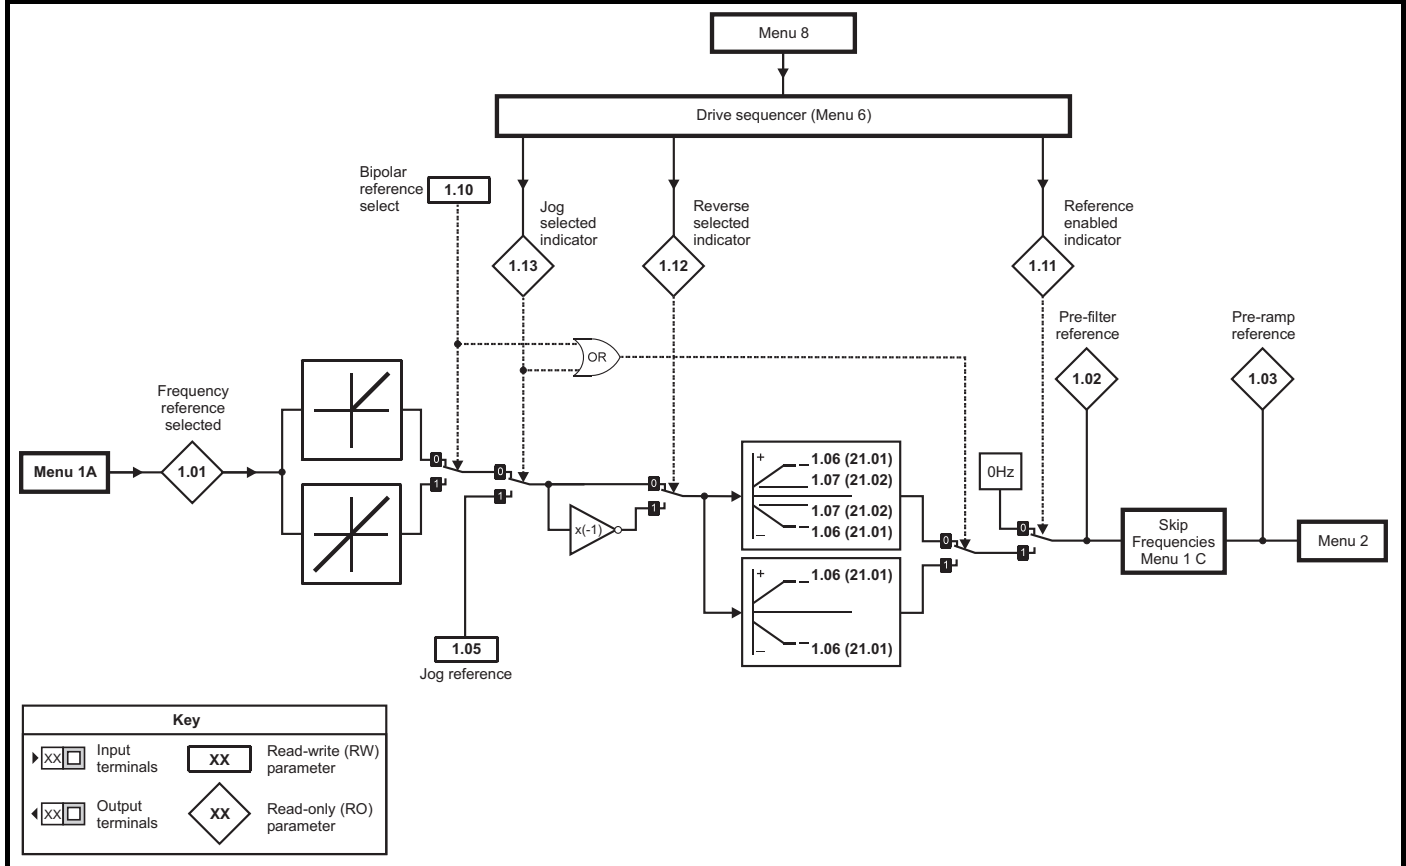 Menu 8
Drive sequencer (Menu 6)
Bipolar
reference
select
1.10
Jog
selected
indicator
1.13
Reverse
selected
indicator
1.12
Reference
enabled
indicator
1.11
Pre-filter
reference
1.02
Pre-ramp
reference
1.03
OR
Frequency
reference
selected
Menu 1A
1.01
0
1
0
1
x(-1)
0
1
+
1.06 (21.01)
1.07 (21.02)
1.07 (21.02)
1.06 (21.01)
_
+
1.06 (21.01)
1.06 (21.01)
_
0
1
0Hz
0
1
Skip
Frequencies
Menu 1 C
Menu 2
1.05
Jog reference
Key
XX
Input
terminals
XX
Read-write (RW)
parameter
XX
Output
terminals
XX
Read-only (RO)
parameter